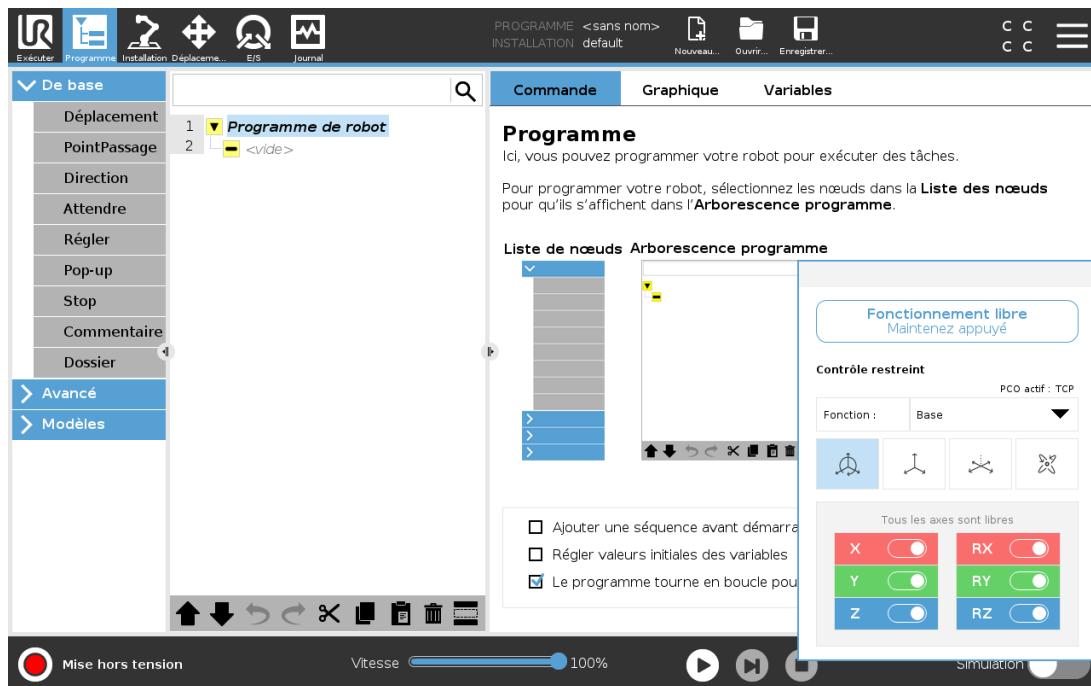 PROGRAMME <sans nom>
INSTALLATION default
C C
C C
Exécuter Programme Installation Déplaceme... E/S Journal Nouveau... Ouvrir... Enregistrer...
De base
Déplacement
PointPassage
Direction
Attendre
Régler
Pop-up
Stop
Commentaire
Dossier
Avancé
Modèles
1 Programme de robot
2 <vide>
Commande Graphique Variables
Programme
Ici, vous pouvez programmer votre robot pour exécuter des tâches.
Pour programmer votre robot, sélectionnez les nœuds dans la Liste des nœuds
pour qu'ils s'affichent dans l'Arborescence programme.
Liste de nœuds Arborescence programme
Ajouter une séquence avant démarra
Régler valeurs initiales des variables
Le programme tourne en boucle pou
Fonctionnement libre
Maintenez appuyé
Contrôle restreint
PCO actif : TCP
Fonction : Base
Tous les axes sont libres
X RX
Y RY
Z RZ
Mise hors tension Vitesse 100% Simulation